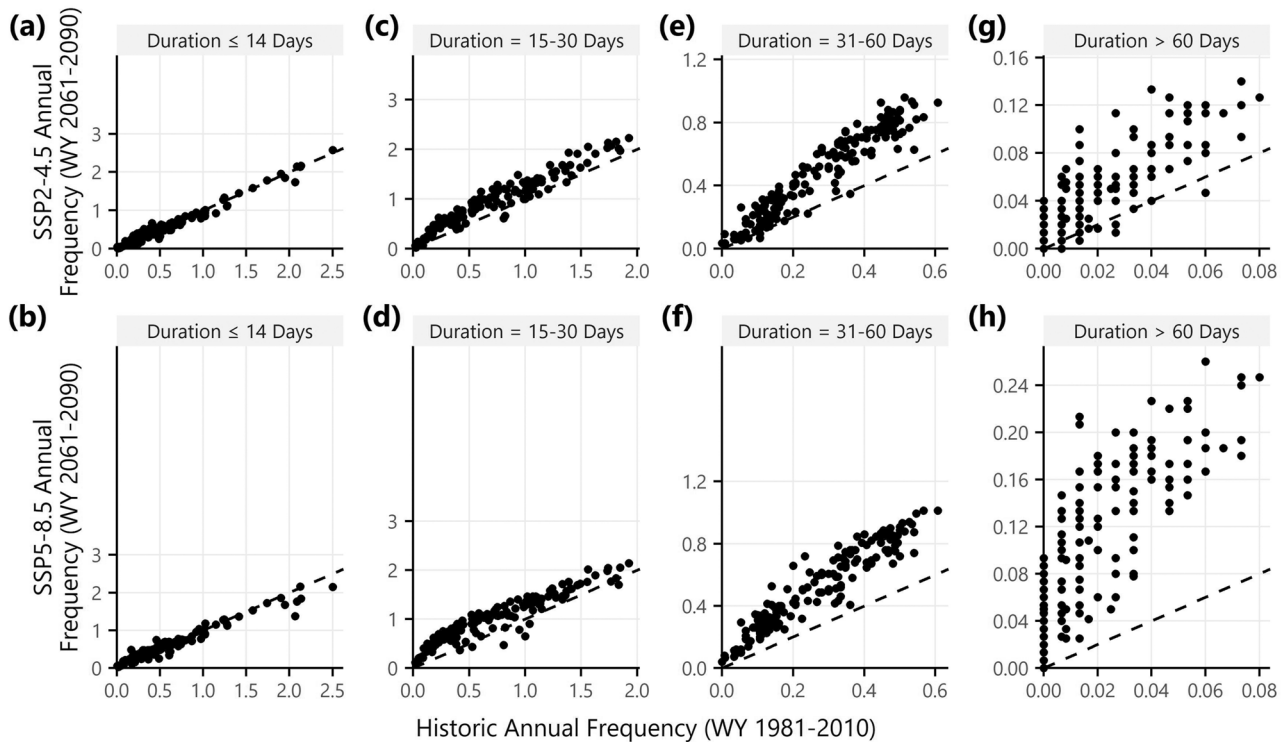 (a)
Duration ≤ 14 Days
(c)
Duration = 15-30 Days
(e)
Duration = 31-60 Days
(g)
Duration > 60 Days
SSP2-4.5 Annual
Frequency (WY 2061-2090)
3
2
1
0
0.0 0.5 1.0 1.5 2.0 2.5
3
2
1
0
0.0 0.5 1.0 1.5 2.0
1.2
0.8
0.4
0.0
0.0 0.2 0.4 0.6
0.16
0.12
0.08
0.04
0.00
0.00 0.02 0.04 0.06 0.08
(b)
Duration ≤ 14 Days
(d)
Duration = 15-30 Days
(f)
Duration = 31-60 Days
(h)
Duration > 60 Days
SSP5-8.5 Annual
Frequency (WY 2061-2090)
3
2
1
0
0.0 0.5 1.0 1.5 2.0 2.5
3
2
1
0
0.0 0.5 1.0 1.5 2.0
1.2
0.8
0.4
0.0
0.0 0.2 0.4 0.6
0.24
0.20
0.16
0.12
0.08
0.04
0.00
0.00 0.02 0.04 0.06 0.08
Historic Annual Frequency (WY 1981-2010)